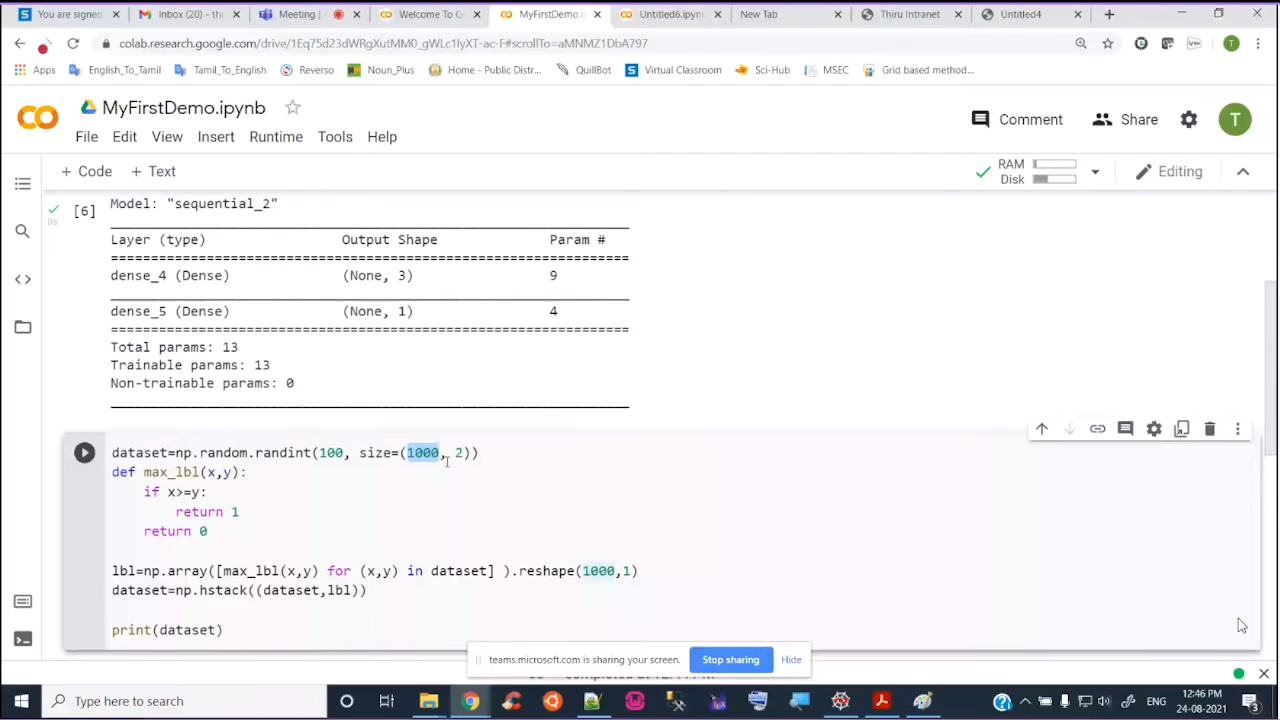 You are signed
Inbox (20) - thi
Meeting |
Welcome To Ge
MyFirstDemo.i
Untitled6.ipynb
New Tab
Thiru Intranet
Untitled4
colab.research.google.com/drive/1Eq75d23dWRgXutMM0_gWLc1IyXT-ac-F#scrollTo=aMNMZ1DbA797
Apps
English_To_Tamil
Tamil_To_English
Reverso
Noun_Plus
Home - Public Distr...
QuillBot
Virtual Classroom
Sci-Hub
MSEC
Grid based method...
MyFirstDemo.ipynb
Comment
Share
T
File Edit View Insert Runtime Tools Help
+ Code + Text
RAM
Disk
Editing
[6]
Model: "sequential_2"
Layer (type) Output Shape Param #
=================================================================
dense_4 (Dense) (None, 3) 9
dense_5 (Dense) (None, 1) 4
=================================================================
Total params: 13
Trainable params: 13
Non-trainable params: 0
dataset=np.random.randint(100, size=(1000, 2))
def max_lbl(x,y):
if x>=y:
return 1
return 0
lbl=np.array([max_lbl(x,y) for (x,y) in dataset] ).reshape(1000,1)
dataset=np.hstack((dataset,lbl))
print(dataset)
teams.microsoft.com is sharing your screen.
Stop sharing
Hide
Type here to search
ENG
12:46 PM
24-08-2021